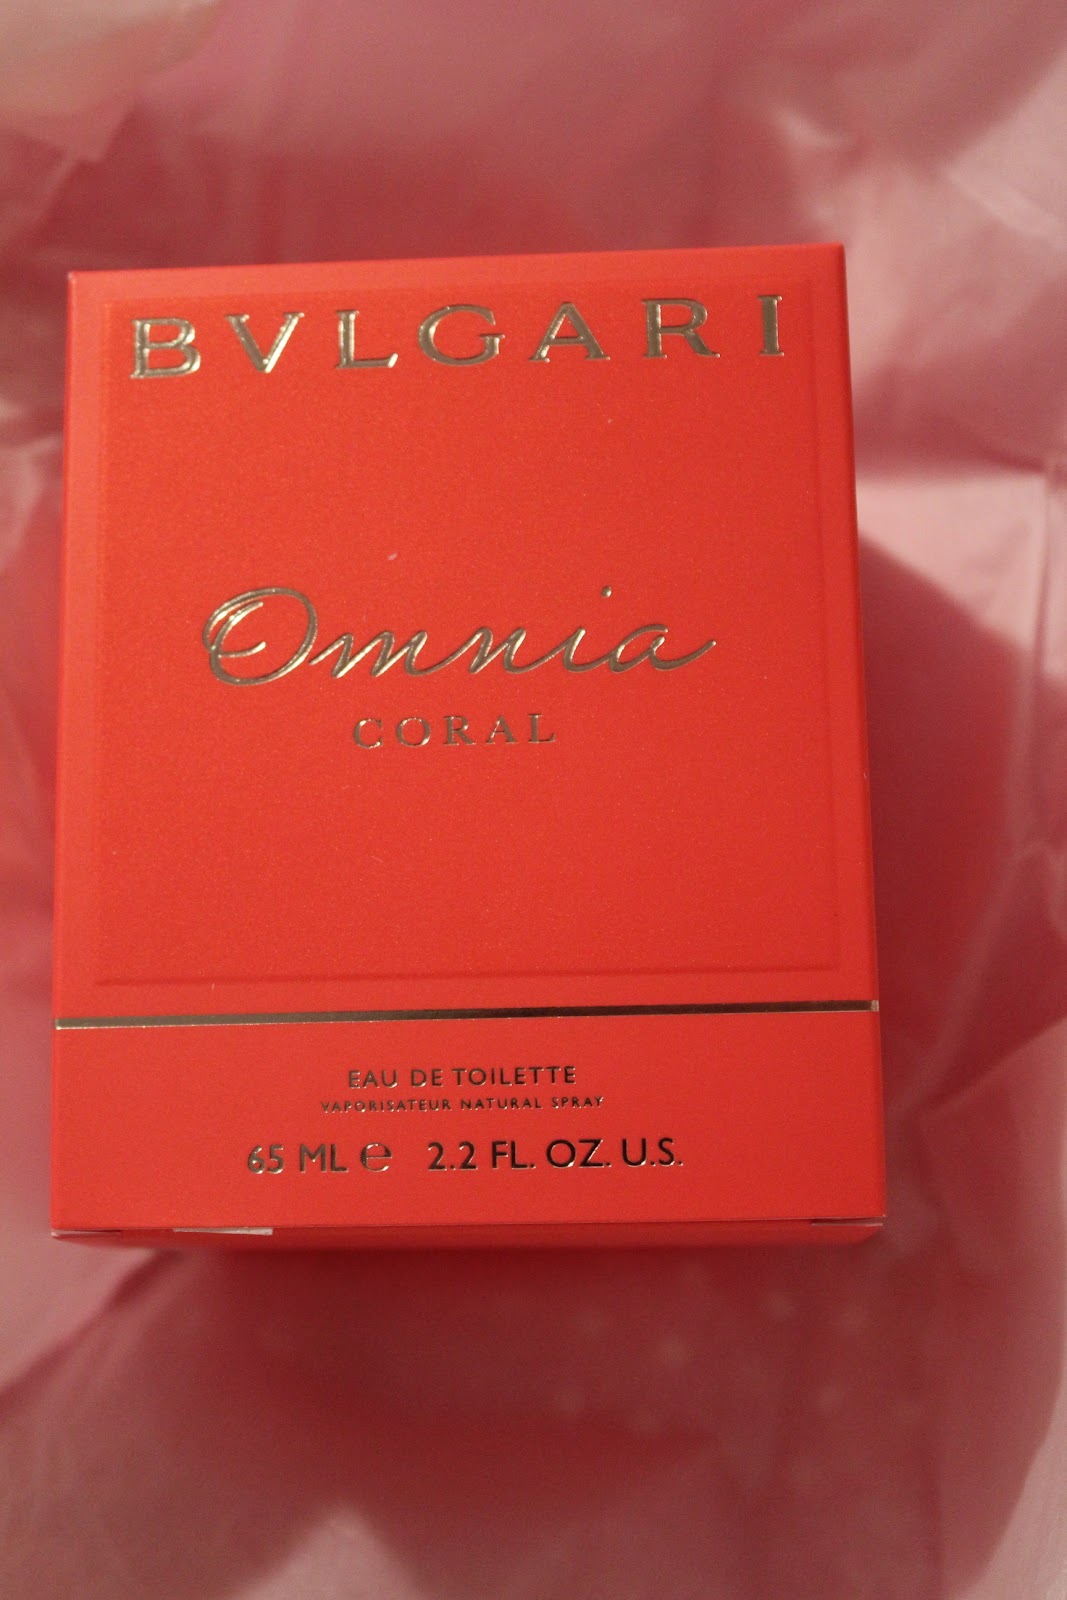 BVLGARI
Omnia
CORAL
EAU DE TOILETTE
VAPORISATEUR NATURAL SPRAY
65 ML ℮ 2.2 FL. OZ. U.S.